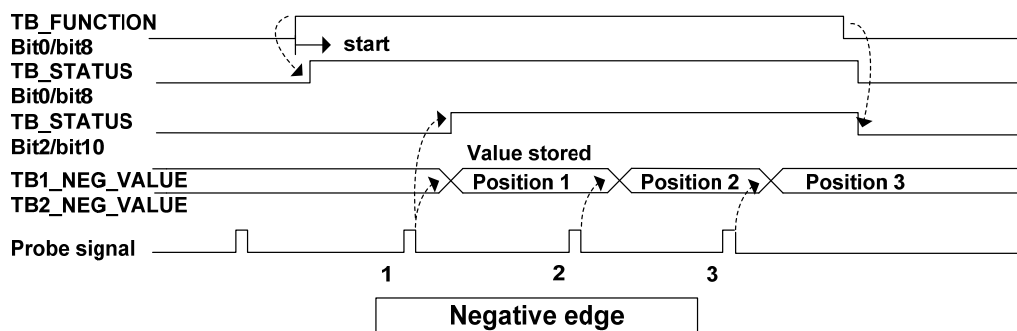 TB_FUNCTION
Bit0/bit8
start
TB_STATUS
Bit0/bit8
TB_STATUS
Bit2/bit10
Value stored
TB1_NEG_VALUE
TB2_NEG_VALUE
Position 1
Position 2
Position 3
Probe signal
1
2
3
Negative edge